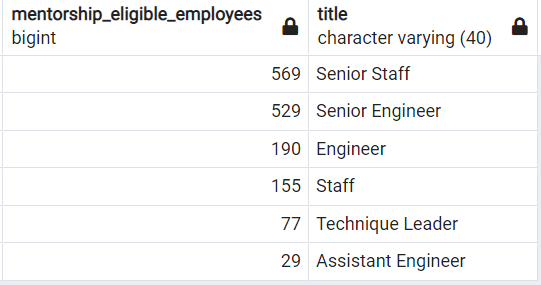 mentorship_eligible_employees title
bigint character varying (40)
569 Senior Staff
529 Senior Engineer
190 Engineer
155 Staff
77 Technique Leader
29 Assistant Engineer